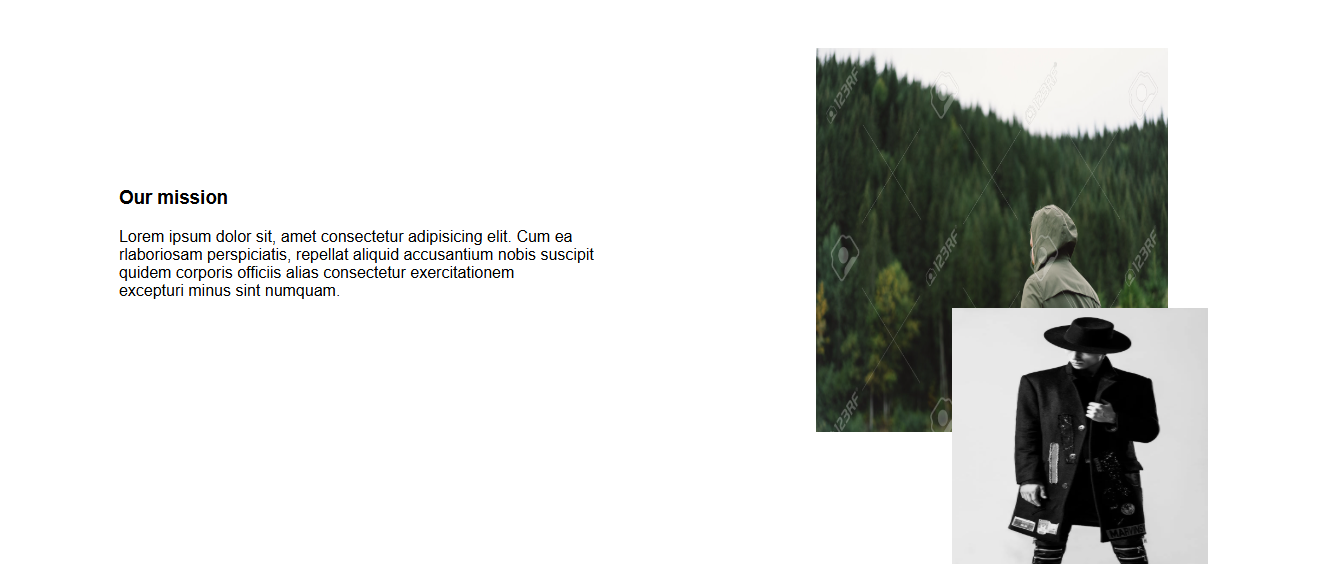 Our mission
Lorem ipsum dolor sit, amet consectetur adipisicing elit. Cum ea
rlaboriosam perspiciatis, repellat aliquid accusantium nobis suscipit
quidem corporis officiis alias consectetur exercitationem
excepturi minus sint numquam.
123RF
123RF
123RF
123RF
123RF